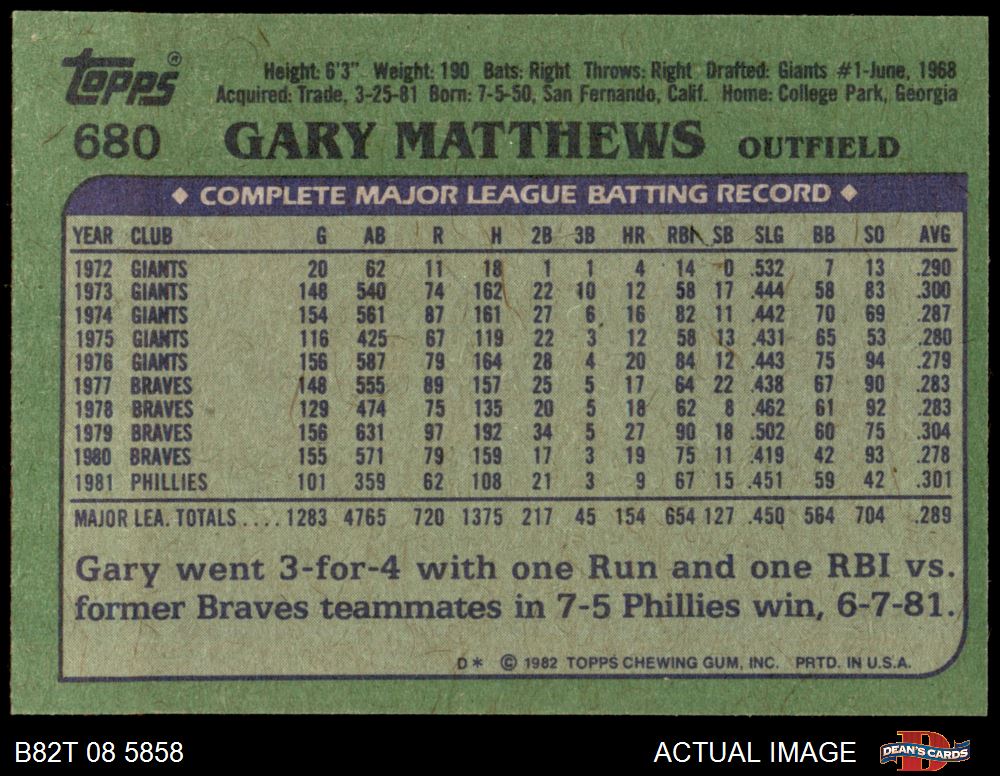 Topps®
Height: 6'3" Weight: 190 Bats: Right Throws: Right Drafted: Giants #1-June, 1968
Acquired: Trade, 3-25-81 Born: 7-5-50, San Fernando, Calif. Home: College Park, Georgia
680 GARY MATTHEWS OUTFIELD
◆ COMPLETE MAJOR LEAGUE BATTING RECORD ◆
YEAR CLUB G AB R H 2B 3B HR RBI SB SLG BB SO AVG
1972 GIANTS 20 62 11 18 1 1 4 14 0 .532 7 13 .290
1973 GIANTS 148 540 74 162 22 10 12 58 17 .444 58 83 .300
1974 GIANTS 154 561 87 161 27 6 16 82 11 .442 70 69 .287
1975 GIANTS 116 425 67 119 22 3 12 58 13 .431 65 53 .280
1976 GIANTS 156 587 79 164 28 4 20 84 12 .443 75 94 .279
1977 BRAVES 148 555 89 157 25 5 17 64 22 .438 67 90 .283
1978 BRAVES 129 474 75 135 20 5 18 62 8 .462 61 92 .283
1979 BRAVES 156 631 97 192 34 5 27 90 18 .502 60 75 .304
1980 BRAVES 155 571 79 159 17 3 19 75 11 .419 42 93 .278
1981 PHILLIES 101 359 62 108 21 3 9 67 15 .451 59 42 .301
MAJOR LEA. TOTALS .... 1283 4765 720 1375 217 45 154 654 127 .450 564 704 .289
Gary went 3-for-4 with one Run and one RBI vs.
former Braves teammates in 7-5 Phillies win, 6-7-81.
D* © 1982 TOPPS CHEWING GUM, INC. PRTD. IN U.S.A.
B82T 08 5858 ACTUAL IMAGE DEAN'S CARDS